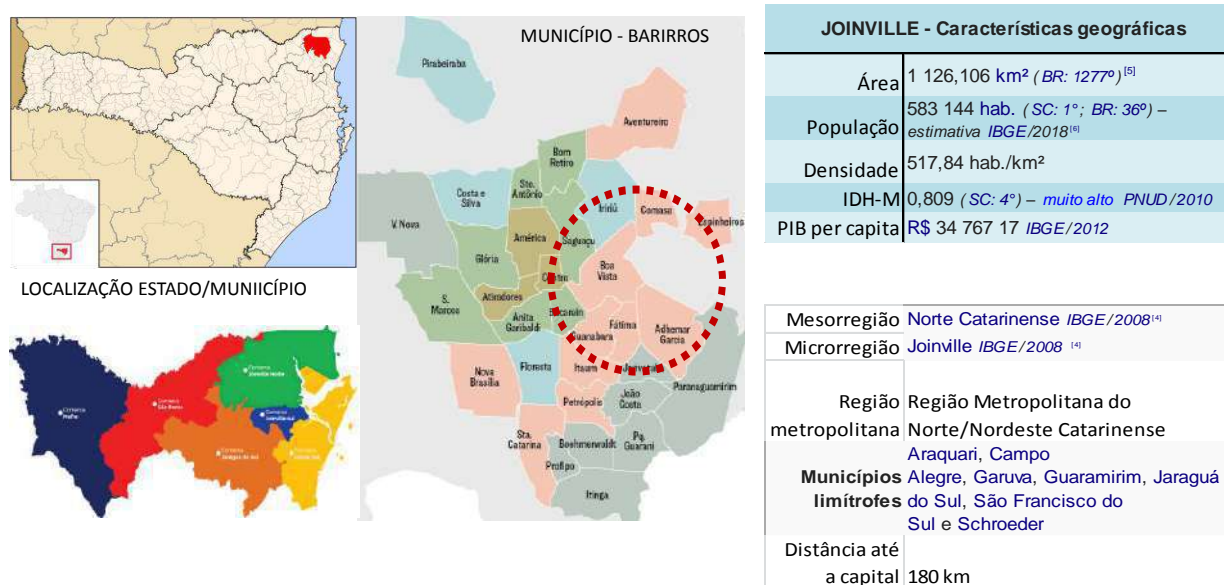 MUNICÍPIO - BARIRROS
LOCALIZAÇÃO ESTADO/MUNIICÍPIO
Pirabeiraba
Aventureiro
Bom
Retiro
Costa e
Silva
Sto.
Antônio
Iririú
Comasa
Espinheiros
V. Nova
América
Saguaçu
Glória
Boa
Vista
Centro
Atiradores
S.
Marcos
Anita
Garibaldi
Bucarein
Guanabara
Fátima
Adhemar
Garcia
Nova
Brasília
Floresta
Itaum
Paranaguamirim
Petrópolis
João
Costa
Sta.
Catarina
Boehmerwaldt
Pq.
Guarani
Profipo
Itinga
JOINVILLE - Características geográficas
Área 1 126,106 km² ( BR: 1277º) [5]
População 583 144 hab. ( SC: 1°; BR: 36º) –
estimativa IBGE/2018[6]
Densidade 517,84 hab./km²
IDH-M 0,809 ( SC: 4°) – muito alto PNUD/2010
PIB per capita R$ 34 767 17 IBGE/2012
Mesorregião Norte Catarinense IBGE/2008[4]
Microrregião Joinville IBGE/2008 [4]
Região metropolitana Região Metropolitana do
Norte/Nordeste Catarinense
Municípios limítrofes Araquari, Campo
Alegre, Garuva, Guaramirim, Jaraguá
do Sul, São Francisco do
Sul e Schroeder
Distância até
a capital 180 km